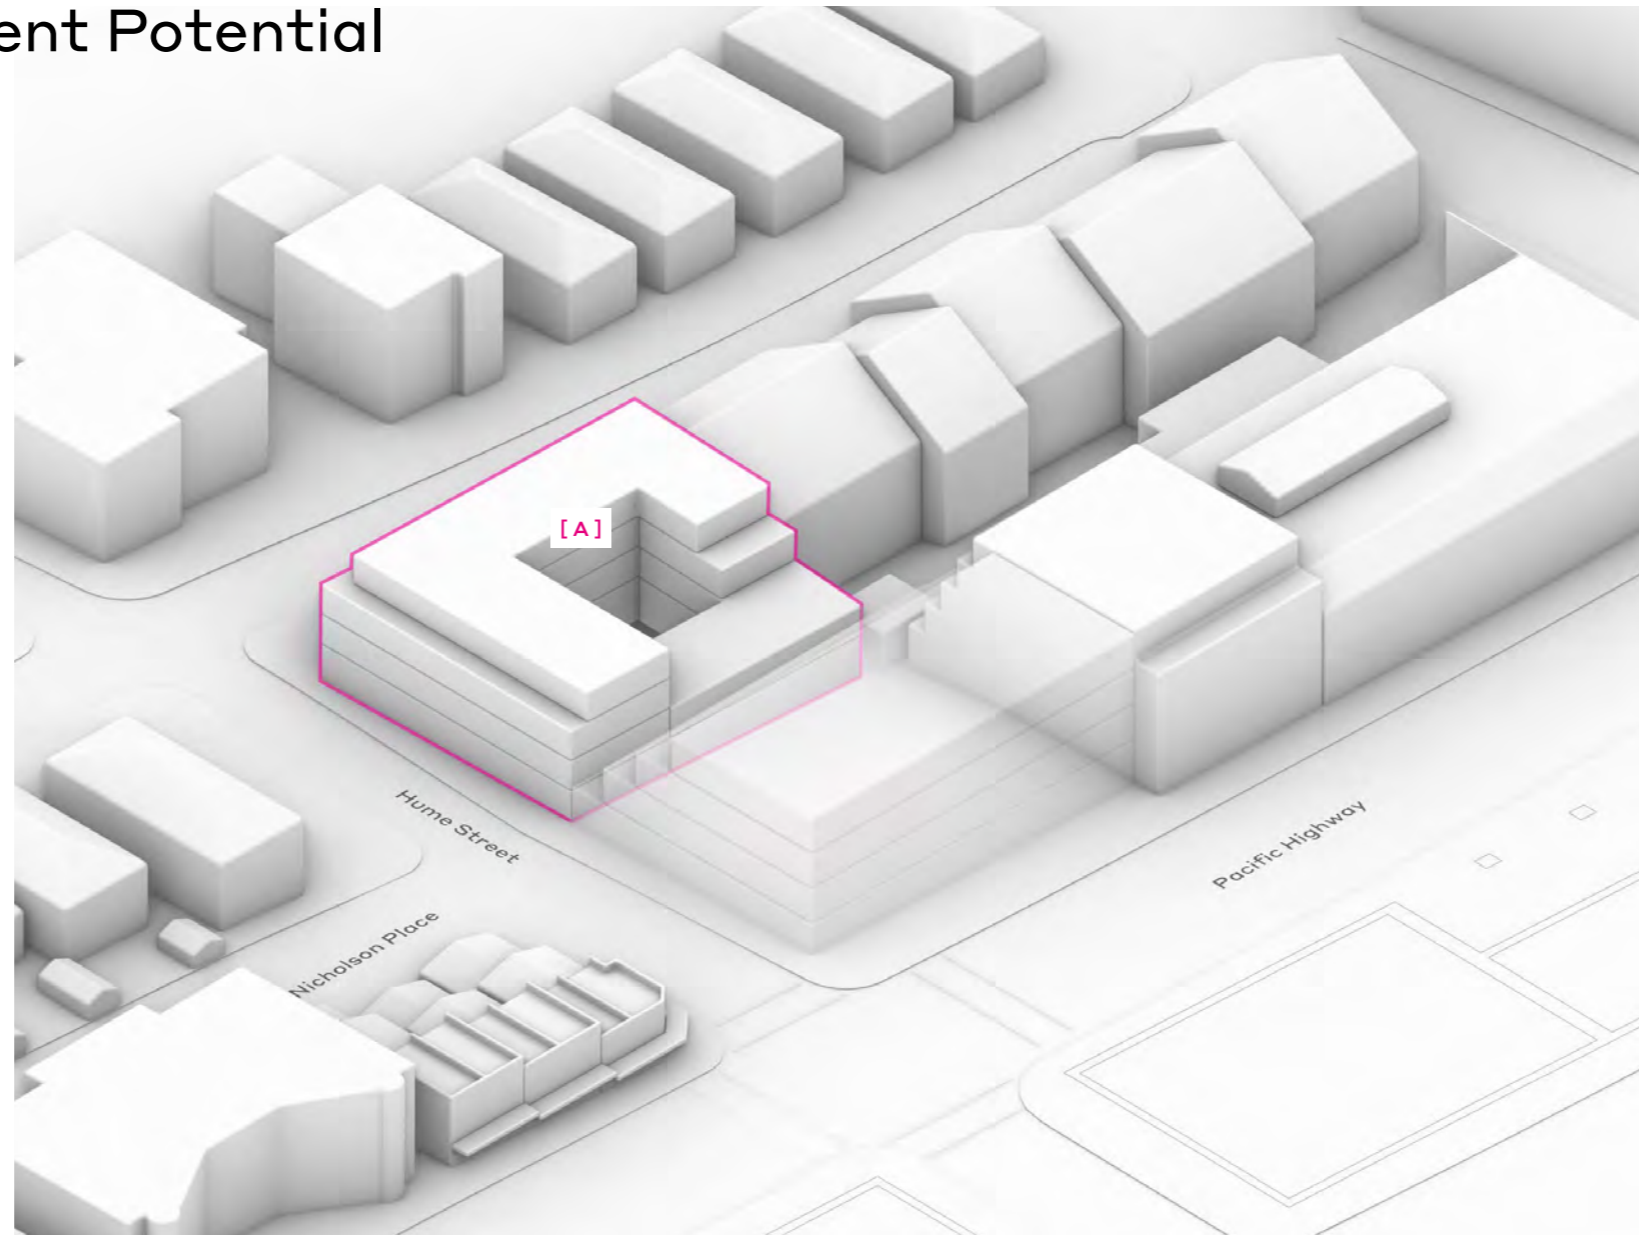 ent Potential
[A]
Hume Street
Pacific Highway
Nicholson Place